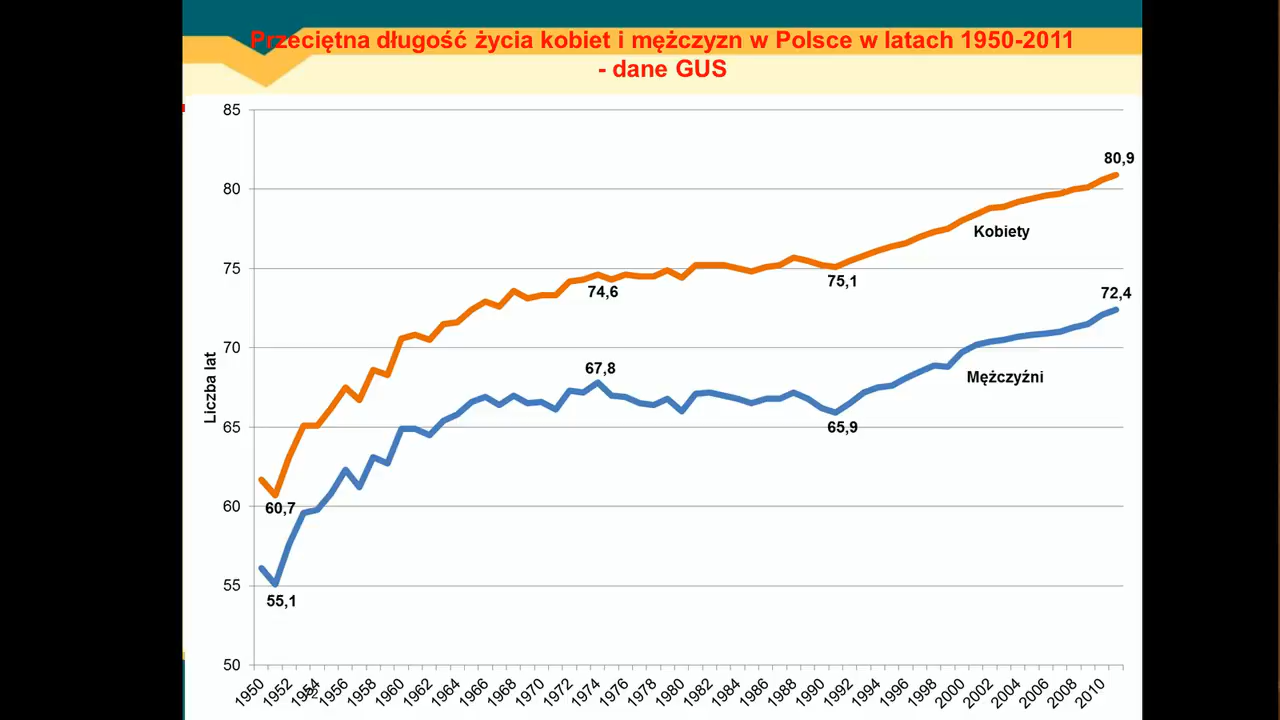 Przeciętna długość życia kobiet i mężczyzn w Polsce w latach 1950-2011
- dane GUS
85
80,9
80
Kobiety
75
74,6
75,1
72,4
70
67,8
Mężczyźni
Liczba lat
65
65,9
60
60,7
55
55,1
50
1950 1952 1954 1956 1958 1960 1962 1964 1966 1968 1970 1972 1974 1976 1978 1980 1982 1984 1986 1988 1990 1992 1994 1996 1998 2000 2002 2004 2006 2008 2010